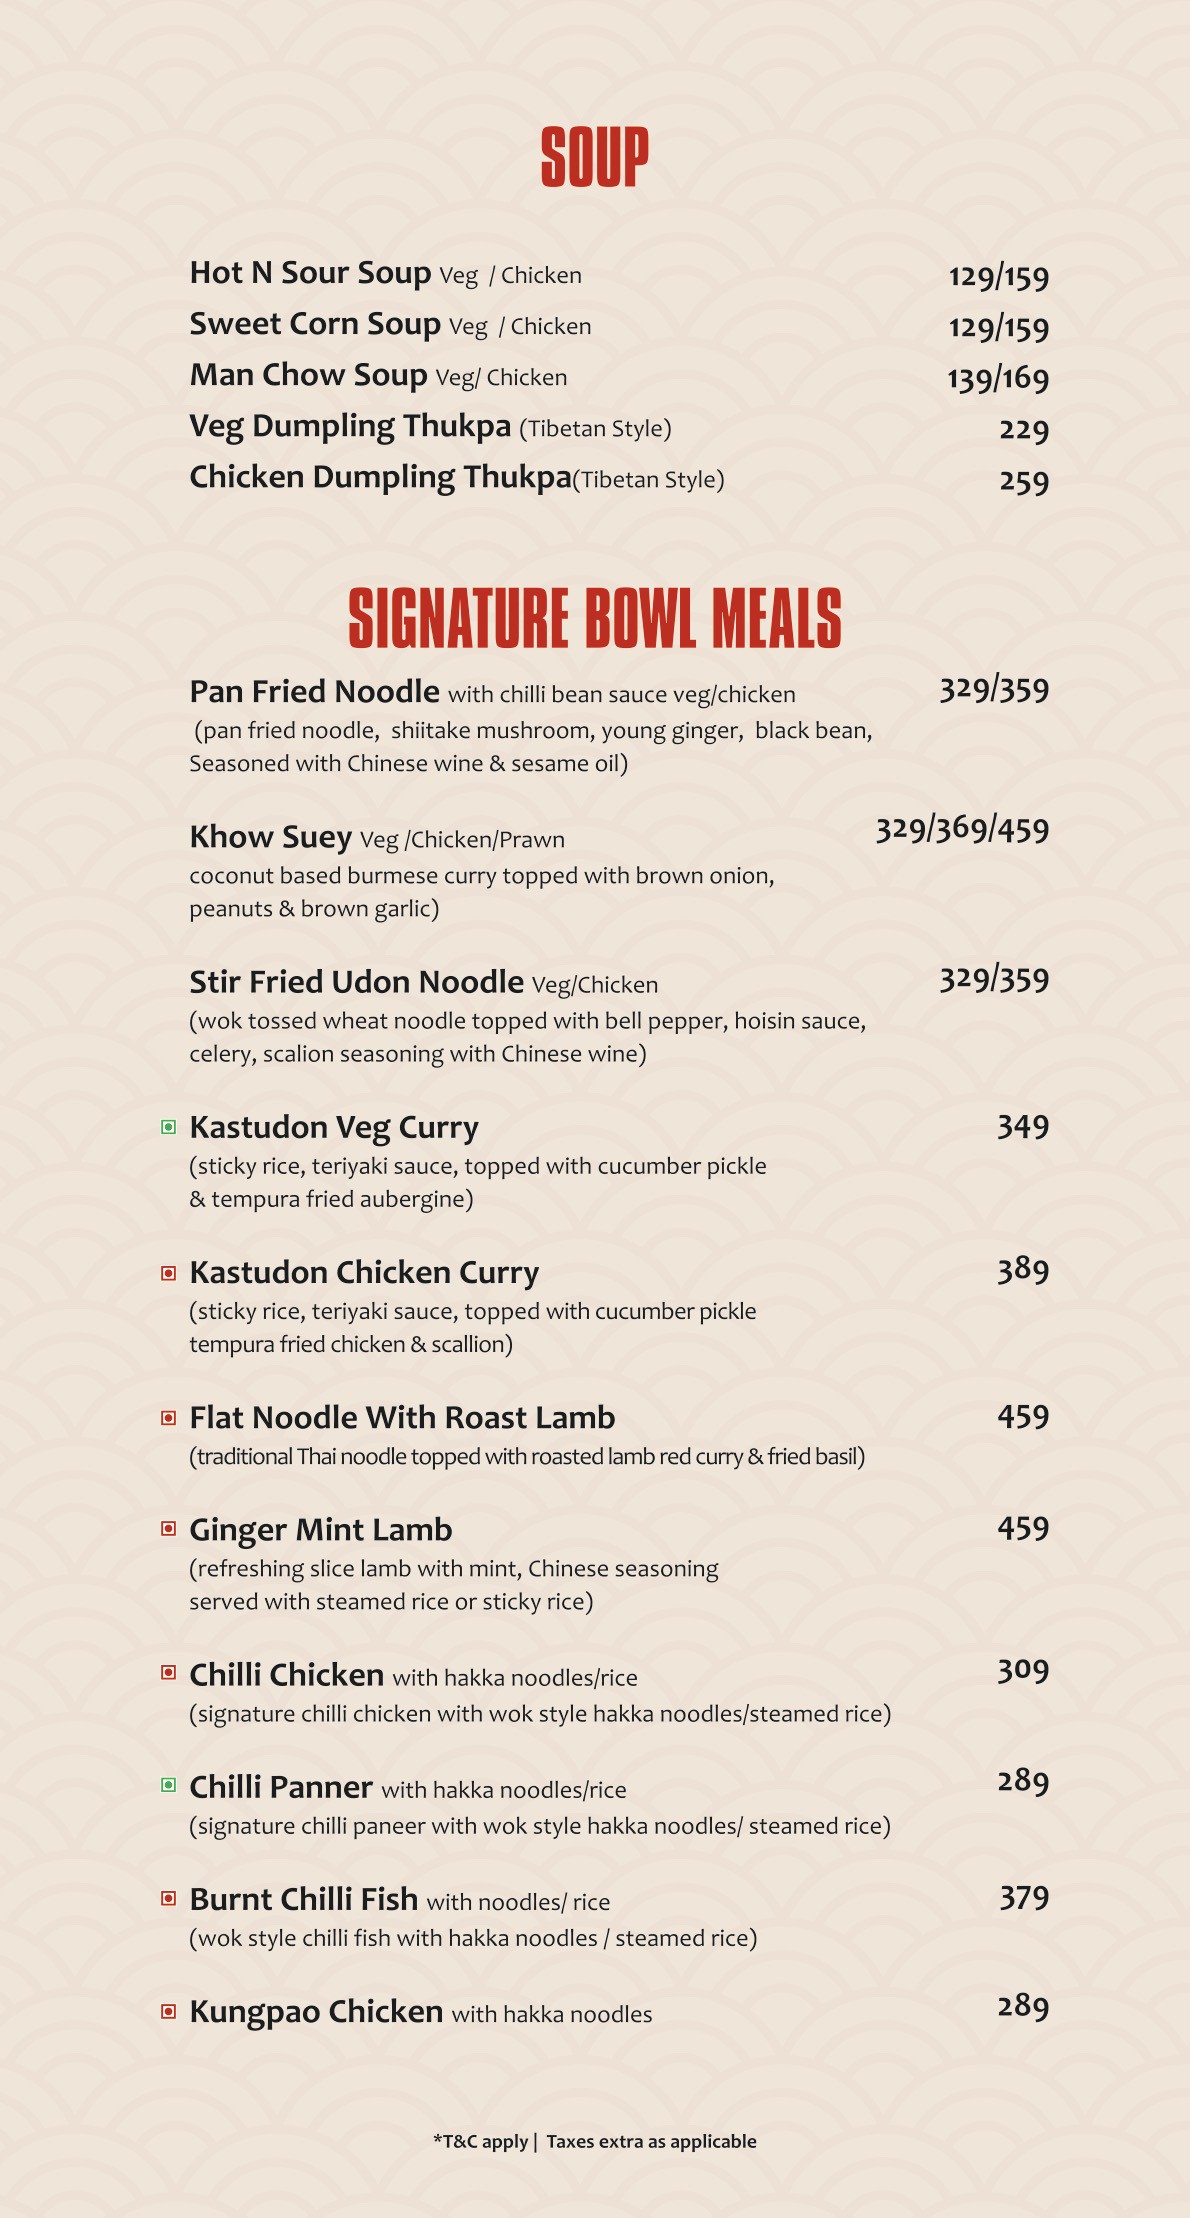 SOUP
Hot N Sour Soup Veg / Chicken 129/159
Sweet Corn Soup Veg / Chicken 129/159
Man Chow Soup Veg/ Chicken 139/169
Veg Dumpling Thukpa (Tibetan Style) 229
Chicken Dumpling Thukpa(Tibetan Style) 259
SIGNATURE BOWL MEALS
Pan Fried Noodle with chilli bean sauce veg/chicken 329/359
(pan fried noodle, shiitake mushroom, young ginger, black bean,
Seasoned with Chinese wine & sesame oil)
Khow Suey Veg /Chicken/Prawn 329/369/459
coconut based burmese curry topped with brown onion,
peanuts & brown garlic)
Stir Fried Udon Noodle Veg/Chicken 329/359
(wok tossed wheat noodle topped with bell pepper, hoisin sauce,
celery, scalion seasoning with Chinese wine)
Kastudon Veg Curry 349
(sticky rice, teriyaki sauce, topped with cucumber pickle
& tempura fried aubergine)
Kastudon Chicken Curry 389
(sticky rice, teriyaki sauce, topped with cucumber pickle
tempura fried chicken & scallion)
Flat Noodle With Roast Lamb 459
(traditional Thai noodle topped with roasted lamb red curry & fried basil)
Ginger Mint Lamb 459
(refreshing slice lamb with mint, Chinese seasoning
served with steamed rice or sticky rice)
Chilli Chicken with hakka noodles/rice 309
(signature chilli chicken with wok style hakka noodles/steamed rice)
Chilli Panner with hakka noodles/rice 289
(signature chilli paneer with wok style hakka noodles/ steamed rice)
Burnt Chilli Fish with noodles/ rice 379
(wok style chilli fish with hakka noodles / steamed rice)
Kungpao Chicken with hakka noodles 289
*T&C apply | Taxes extra as applicable